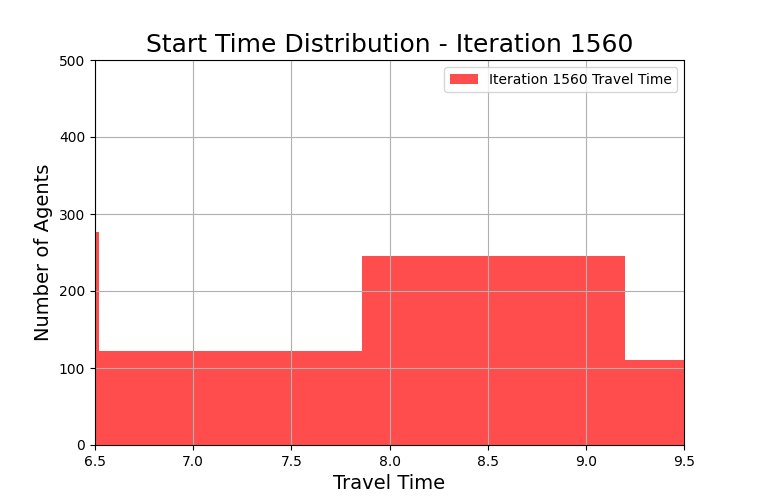 Start Time Distribution - Iteration 1560
Iteration 1560 Travel Time
Number of Agents
500
400
300
200
100
0
6.5 7.0 7.5 8.0 8.5 9.0 9.5
Travel Time